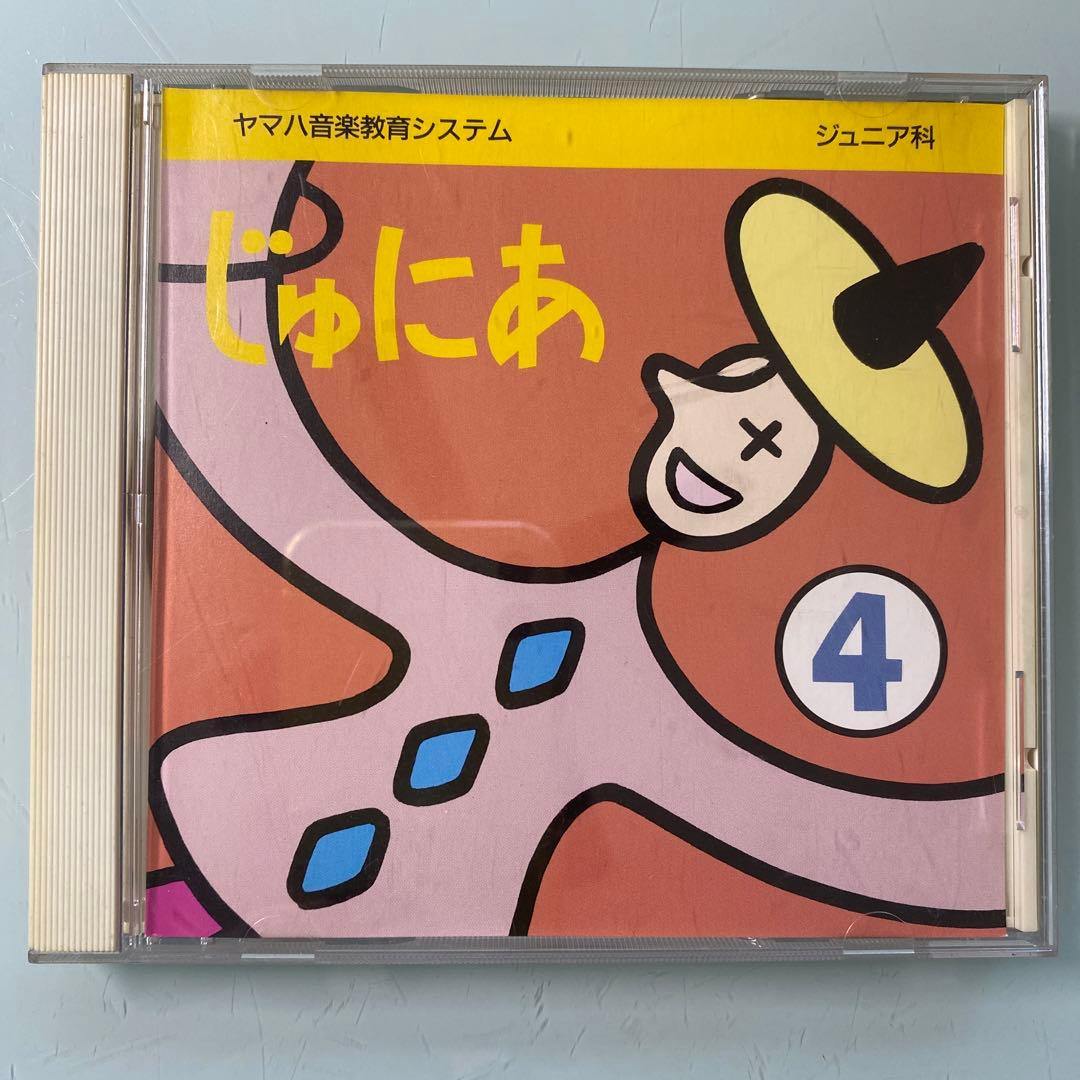 ヤマハ音楽教育システム
ジュニア科
じゅにあ
4